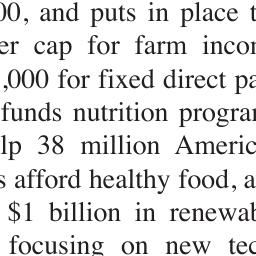 00, and puts in place t
er cap for farm incor
,000 for fixed direct pa
funds nutrition progra
lp 38 million Americ
s afford healthy food, a
$1 billion in renewab
focusing on new tec